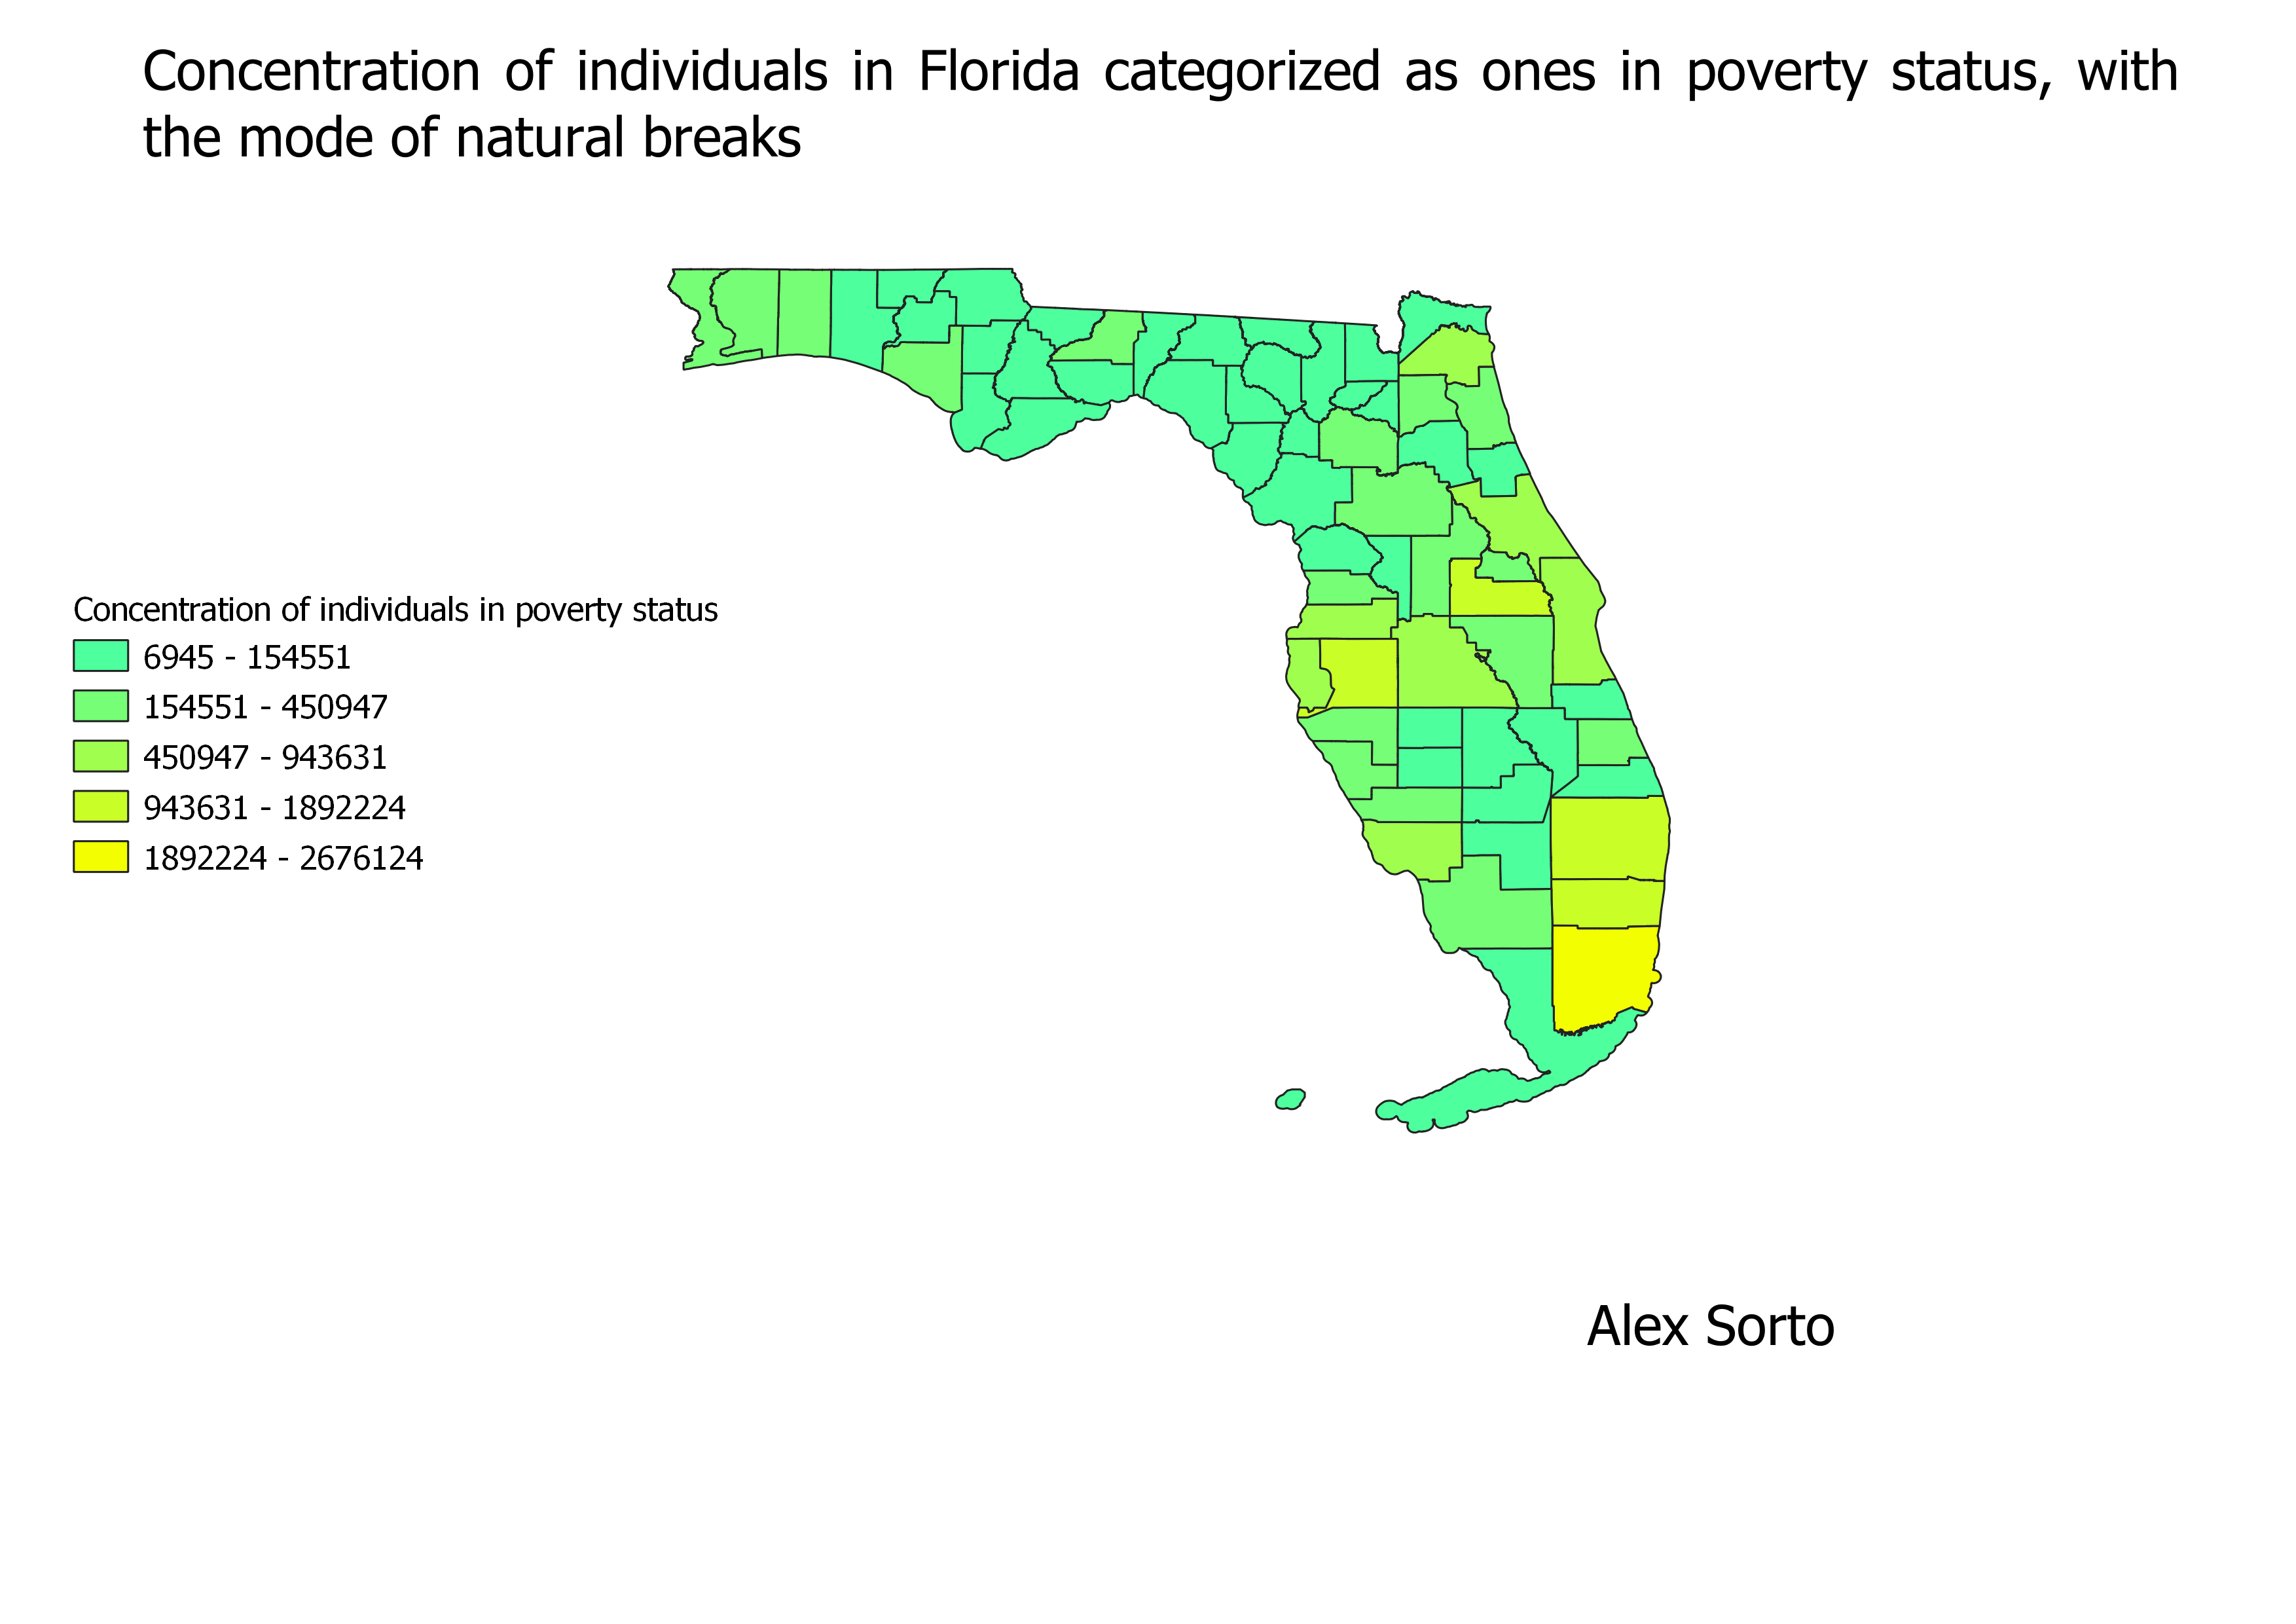 Concentration of individuals in Florida categorized as ones in poverty status, with
the mode of natural breaks
Concentration of individuals in poverty status
6945 - 154551
154551 - 450947
450947 - 943631
943631 - 1892224
1892224 - 2676124
Alex Sorto